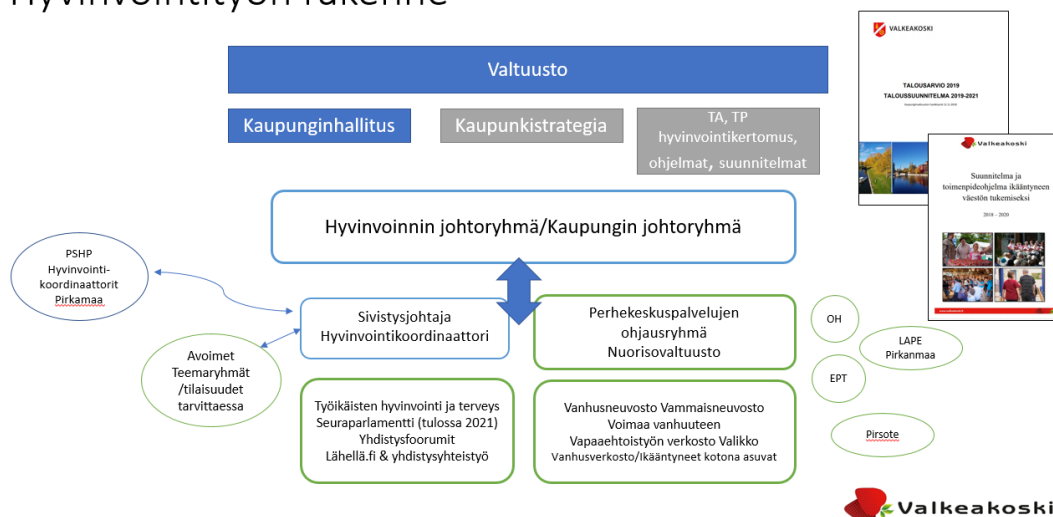 Hyvinvointityön rakenne
VALKEAKOSKI
TALOUSARVIO 2019
TALOUSSUUNNITELMA 2019-2021
Valtuusto
Kaupunginhallitus
Kaupunkistrategia
TA, TP
hyvinvointikertomus,
ohjelmat, suunnitelmat
Valkeakoski
Suunnitelma ja
toimenpideohjelma ikääntyneen
väestön tukemiseksi
2018 – 2020
Hyvinvoinnin johtoryhmä/Kaupungin johtoryhmä
PSHP
Hyvinvointi-
koordinaattorit
Pirkamaa
Sivistysjohtaja
Hyvinvointikoordinaattori
Perhekeskuspalvelujen
ohjausryhmä
Nuorisovaltuusto
OH
LAPE
Pirkanmaa
EPT
Avoimet
Teemaryhmät
/tilaisuudet
tarvittaessa
Työikäisten hyvinvointi ja terveys
Seuraparlamentti (tulossa 2021)
Yhdistysfoorumit
Lähellä.fi & yhdistysyhteistyö
Vanhusneuvosto Vammaisneuvosto
Voimaa vanhuuteen
Vapaaehtoistyön verkosto Valikko
Vanhusverkosto/Ikääntyneet kotona asuvat
Pirsote
Valkeakoski